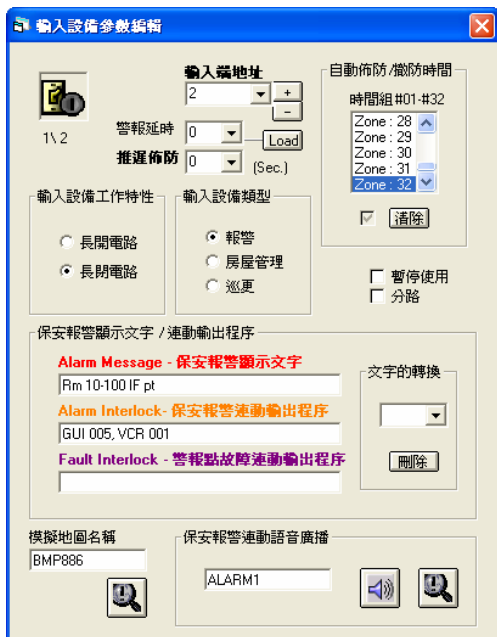 輸入設備參數編輯
輸入端地址
2
+
-
1\ 2
警報延時
0
Load
推遲佈防
0
(Sec.)
自動佈防/撤防時間
時間組#01-#32
Zone : 28
Zone : 29
Zone : 30
Zone : 31
Zone : 32
清除
輸入設備工作特性
長開電路
長閉電路
輸入設備類型
報警
房屋管理
巡更
暫停使用
分路
保安報警顯示文字 / 連動輸出程序
Alarm Message - 保安報警顯示文字
Rm 10-100 IF pt
Alarm Interlock- 保安報警連動輸出程序
GUI 005, VCR 001
Fault Interlock - 警報點故障連動輸出程序
文字的轉換
刪除
模擬地圖名稱
BMP886
保安報警連動語音廣播
ALARM1